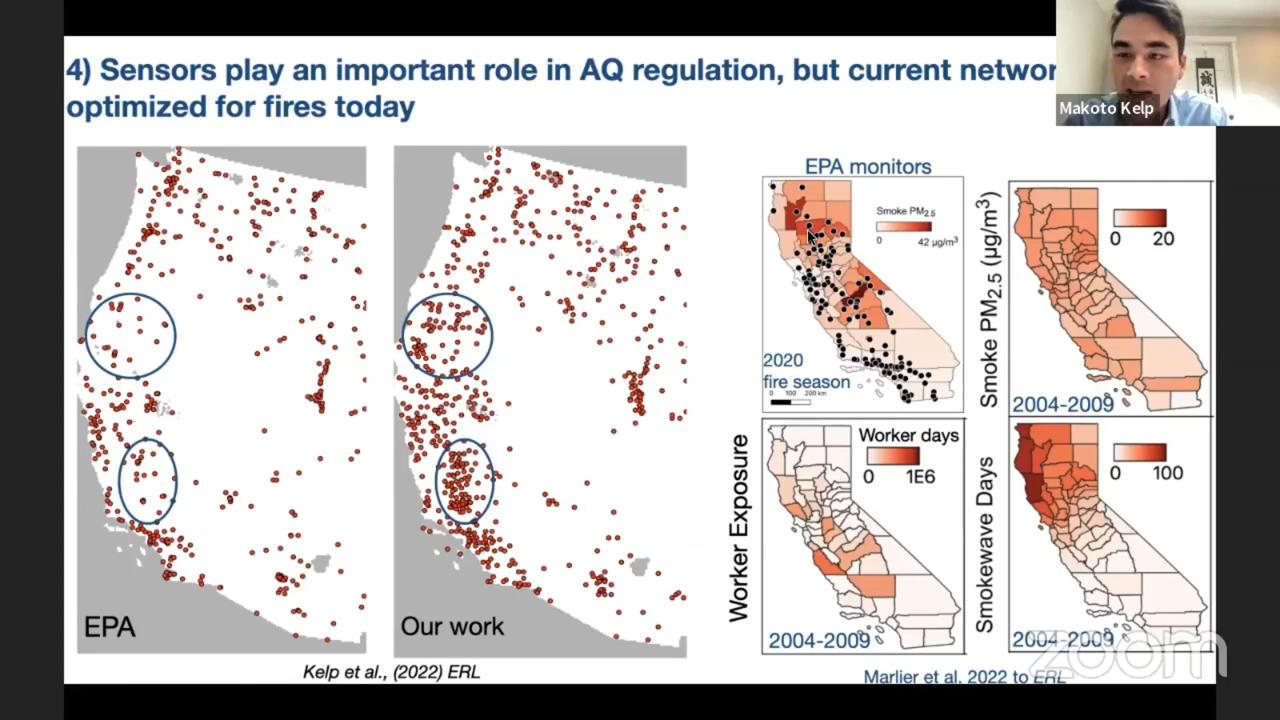 4) Sensors play an important role in AQ regulation, but current
optimized for fires today
Makoto Kelp
誠
EPA
Our work
Kelp et al., (2022) ERL
EPA monitors
Smoke PM2.5
0 42 µg/m³
2020
fire season
0 100 200 km
Smoke PM2.5 (µg/m³)
0 20
2004-2009
Worker Exposure
Worker days
0 1E6
2004-2009
Smokewave Days
0 100
2004-2009
Marlier et al. 2022 to ERL
zoom